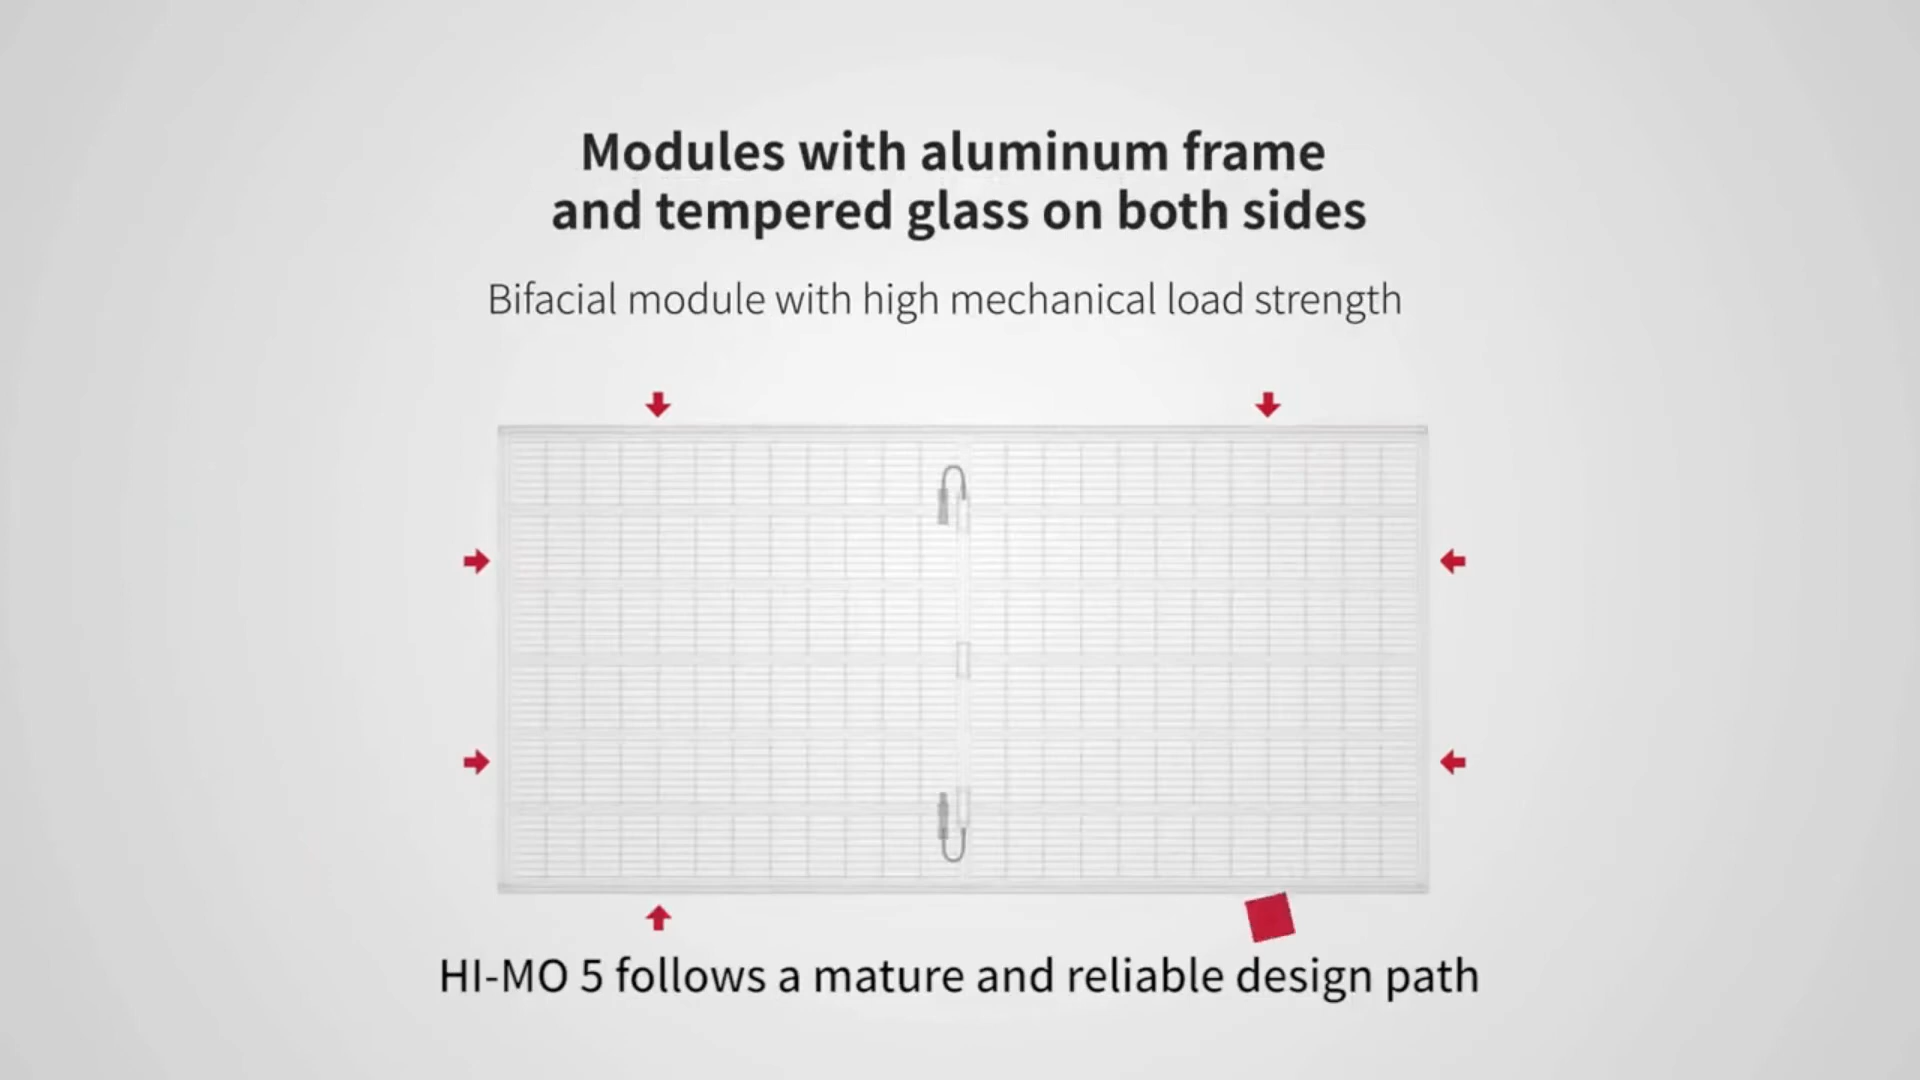 Modules with aluminum frame
and tempered glass on both sides
Bifacial module with high mechanical load strength
HI-MO 5 follows a mature and reliable design path